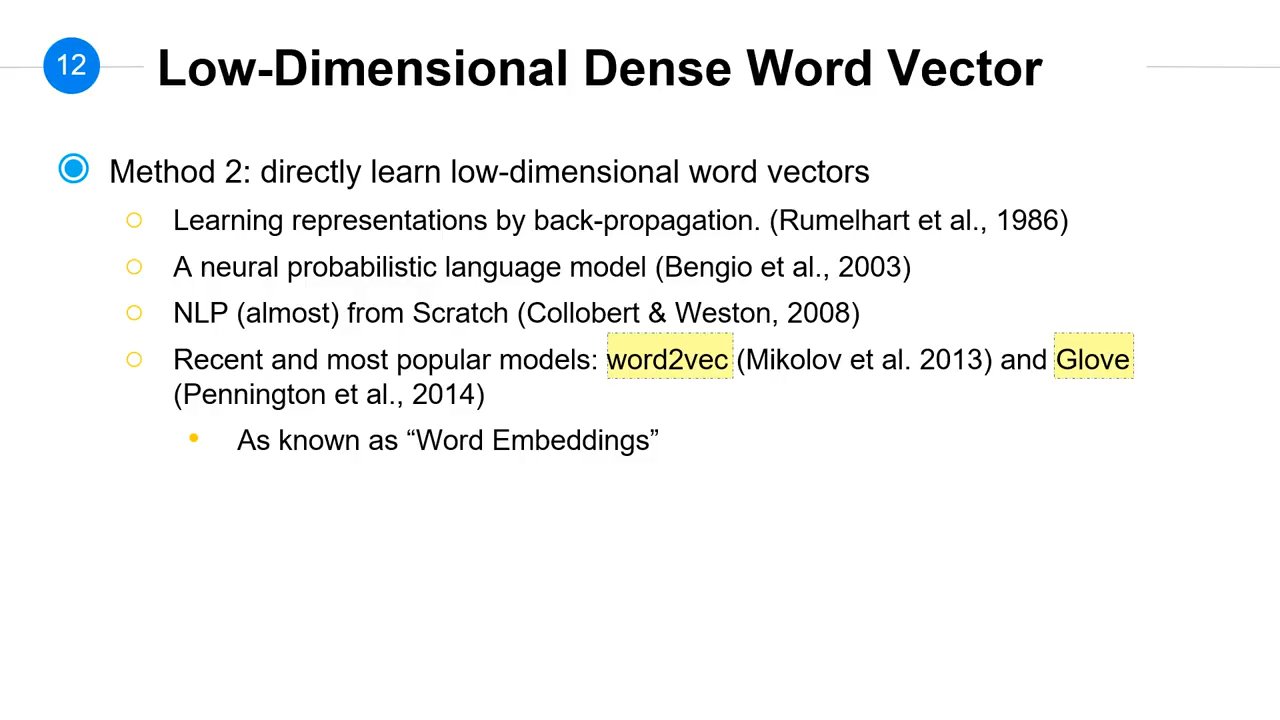 12
Low-Dimensional Dense Word Vector
Method 2: directly learn low-dimensional word vectors
Learning representations by back-propagation. (Rumelhart et al., 1986)
A neural probabilistic language model (Bengio et al., 2003)
NLP (almost) from Scratch (Collobert & Weston, 2008)
Recent and most popular models: word2vec (Mikolov et al. 2013) and Glove
(Pennington et al., 2014)
As known as “Word Embeddings”